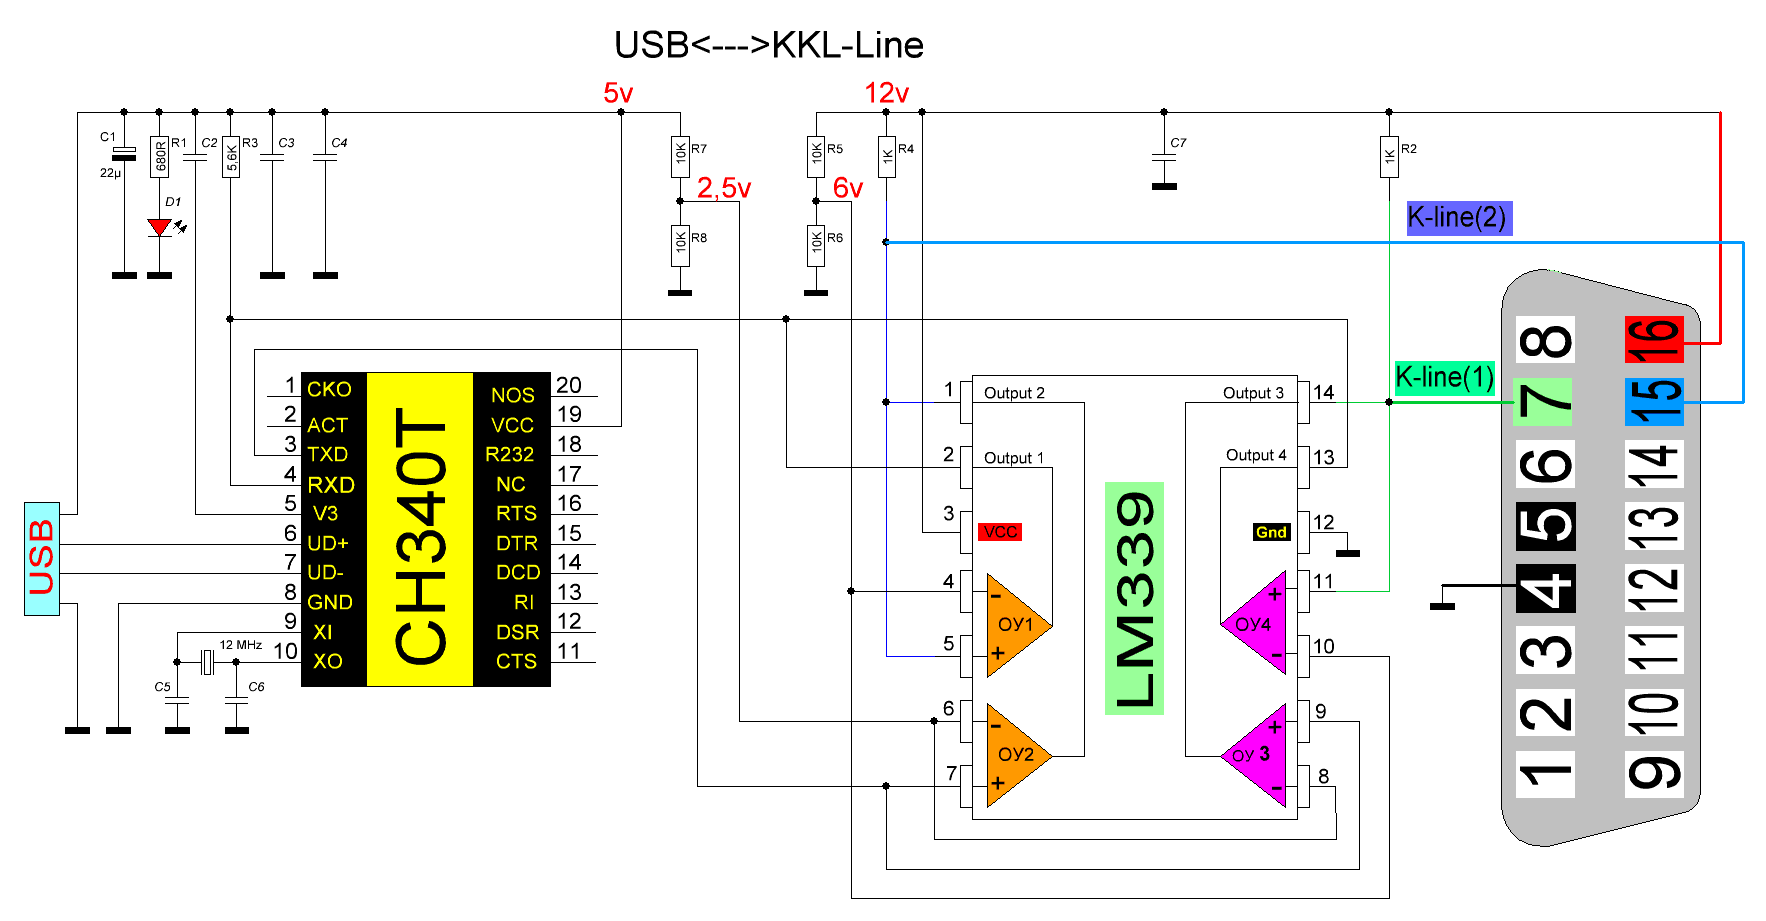 USB<--->KKL-Line
5v
12v
C1
22µ
R1
680R
C2
R3
5,6K
C3
C4
D1
R7
10K
2,5v
R8
10K
R5
10K
6v
R6
10K
R4
1K
C7
R2
1K
K-line(2)
K-line(1)
USB
CH340T
1 CKO
2 ACT
3 TXD
4 RXD
5 V3
6 UD+
7 UD-
8 GND
9 XI
10 XO
NOS 20
VCC 19
R232 18
NC 17
RTS 16
DTR 15
DCD 14
RI 13
DSR 12
CTS 11
12 MHz
C5
C6
LM339
1 Output 2
2 Output 1
3 VCC
4 -
ОУ1
5 +
6 -
ОУ2
7 +
Output 3 14
Output 4 13
Gnd 12
+ 11
ОУ4
- 10
+ 9
ОУ 3
- 8
8 16
7 15
6 14
5 13
4 12
3 11
2 10
1 9